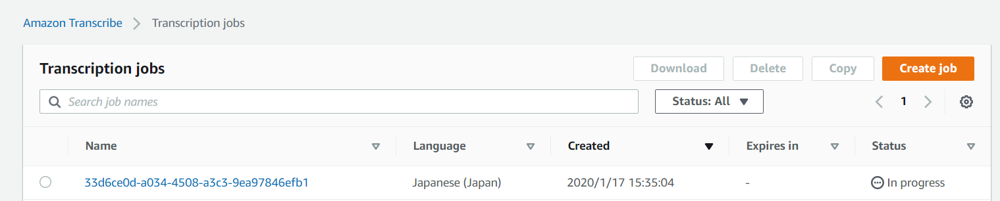 Amazon Transcribe > Transcription jobs
Transcription jobs Download Delete Copy Create job
Search job names Status: All 1
Name Language Created Expires in Status
33d6ce0d-a034-4508-a3c3-9ea97846efb1 Japanese (Japan) 2020/1/17 15:35:04 - In progress